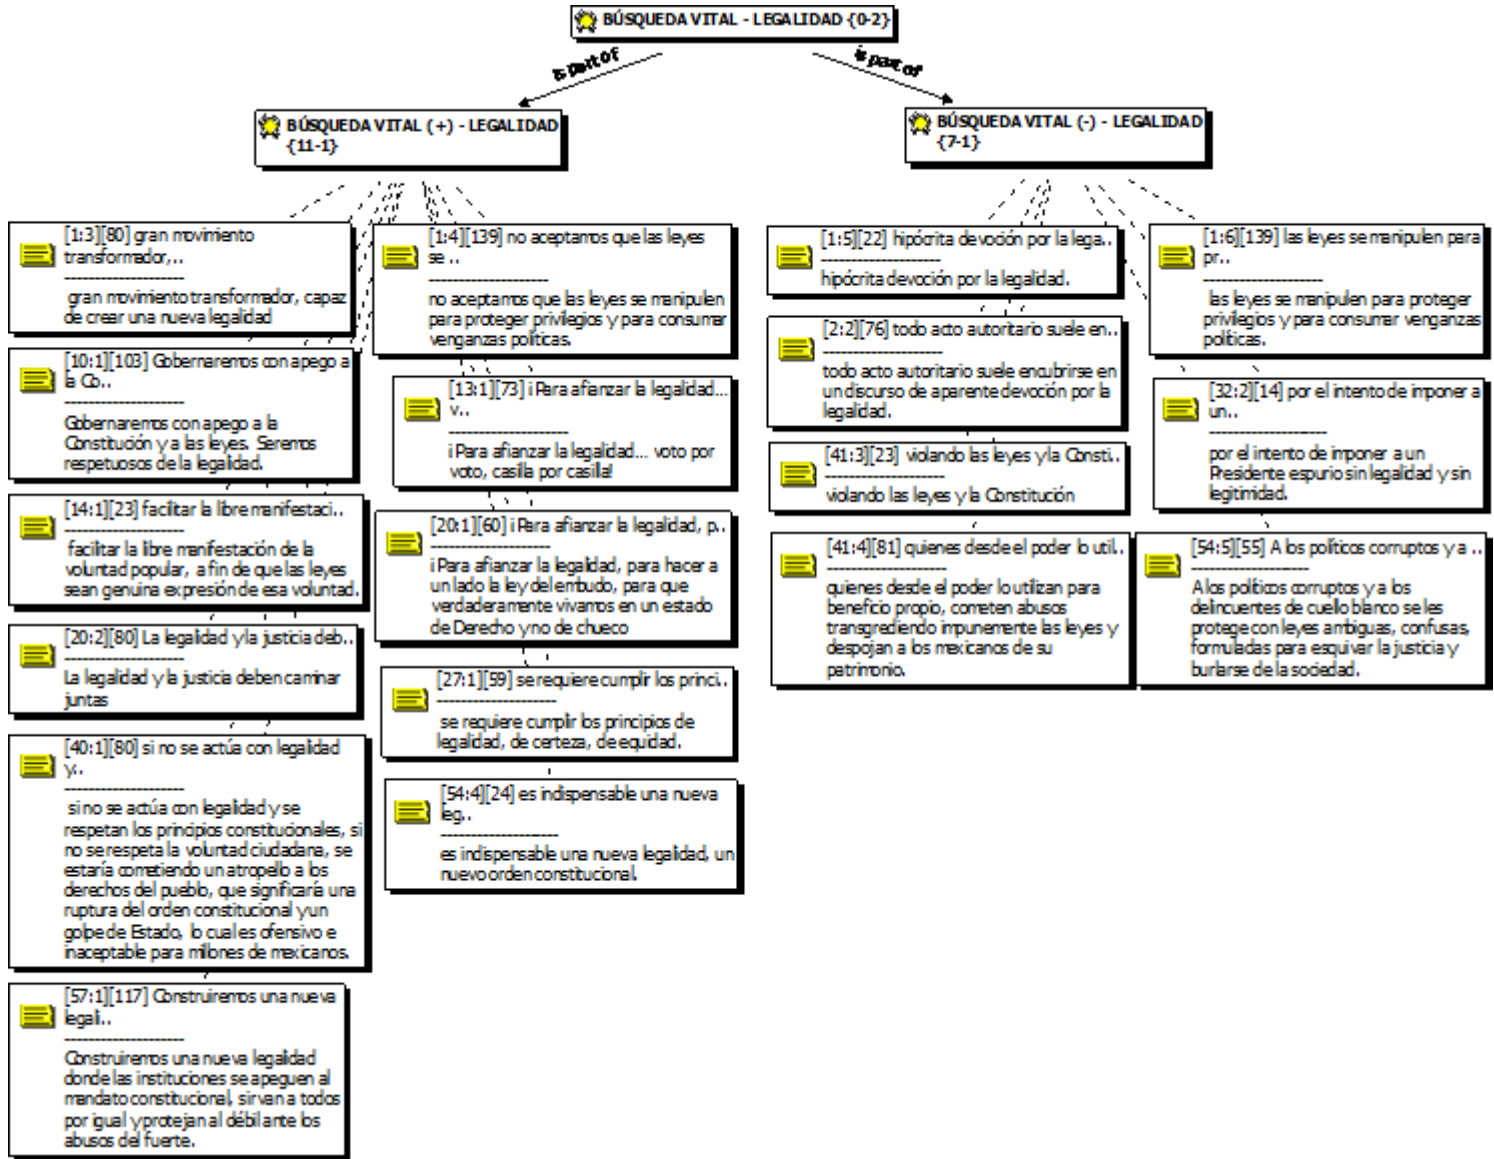 BÚSQUEDA VITAL - LEGALIDAD {0-2}
is part of
is part of
BÚSQUEDA VITAL (+) - LEGALIDAD
{11-1}
BÚSQUEDA VITAL (-) - LEGALIDAD
{7-1}
[1:3][80] gran movimiento
transformador,..
--------------------
gran movimiento transformador, capaz
de crear una nueva legalidad
[10:1][103] Gobernaremos con apego a
la Co..
--------------------
Gobernaremos con apego a la
Constitución y a las leyes. Seremos
respetuosos de la legalidad.
[14:1][23] facilitar la libre manifestaci..
--------------------
facilitar la libre manifestación de la
voluntad popular, a fin de que las leyes
sean genuina expresión de esa voluntad.
[20:2][80] La legalidad y la justicia deb..
--------------------
La legalidad y la justicia deben caminar
juntas
[40:1][80] si no se actúa con legalidad
y..
--------------------
si no se actúa con legalidad y se
respetan los principios constitucionales, si
no se respeta la voluntad ciudadana, se
estaría cometiendo un atropello a los
derechos del pueblo, que significaría una
ruptura del orden constitucional y un
golpe de Estado, lo cual es ofensivo e
inaceptable para millones de mexicanos.
[57:1][117] Construiremos una nueva
legali..
--------------------
Construiremos una nueva legalidad
donde las instituciones se apeguen al
mandato constitucional, sirvan a todos
por igual y protejan al débil ante los
abusos del fuerte.
[1:4][139] no aceptamos que las leyes
se ..
--------------------
no aceptamos que las leyes se manipulen
para proteger privilegios y para consumar
venganzas políticas.
[13:1][73] ¡Para afianzar la legalidad...
v..
--------------------
¡Para afianzar la legalidad... voto por
voto, casilla por casilla!
[20:1][60] ¡Para afianzar la legalidad, p..
--------------------
¡Para afianzar la legalidad, para hacer a
un lado la ley del embudo, para que
verdaderamente vivamos en un estado
de Derecho y no de chueco
[27:1][59] se requiere cumplir los princi..
--------------------
se requiere cumplir los principios de
legalidad, de certeza, de equidad.
[54:4][24] es indispensable una nueva
leg..
--------------------
es indispensable una nueva legalidad, un
nuevo orden constitucional.
[1:5][22] hipócrita devoción por la lega..
--------------------
hipócrita devoción por la legalidad.
[2:2][76] todo acto autoritario suele en..
--------------------
todo acto autoritario suele encubrirse en
un discurso de aparente devoción por la
legalidad.
[41:3][23] violando las leyes y la Consti..
--------------------
violando las leyes y la Constitución
[41:4][81] quienes desde el poder lo util..
--------------------
quienes desde el poder lo utilizan para
beneficio propio, cometen abusos
transgrediendo impunemente las leyes y
despojan a los mexicanos de su
patrimonio.
[1:6][139] las leyes se manipulen para
pr..
--------------------
las leyes se manipulen para proteger
privilegios y para consumar venganzas
políticas.
[32:2][14] por el intento de imponer a
un..
--------------------
por el intento de imponer a un
Presidente espurio sin legalidad y sin
legitimidad.
[54:5][55] A los políticos corruptos y a ..
--------------------
A los políticos corruptos y a los
delincuentes de cuello blanco se les
protege con leyes ambiguas, confusas,
formuladas para esquivar la justicia y
burlarse de la sociedad.